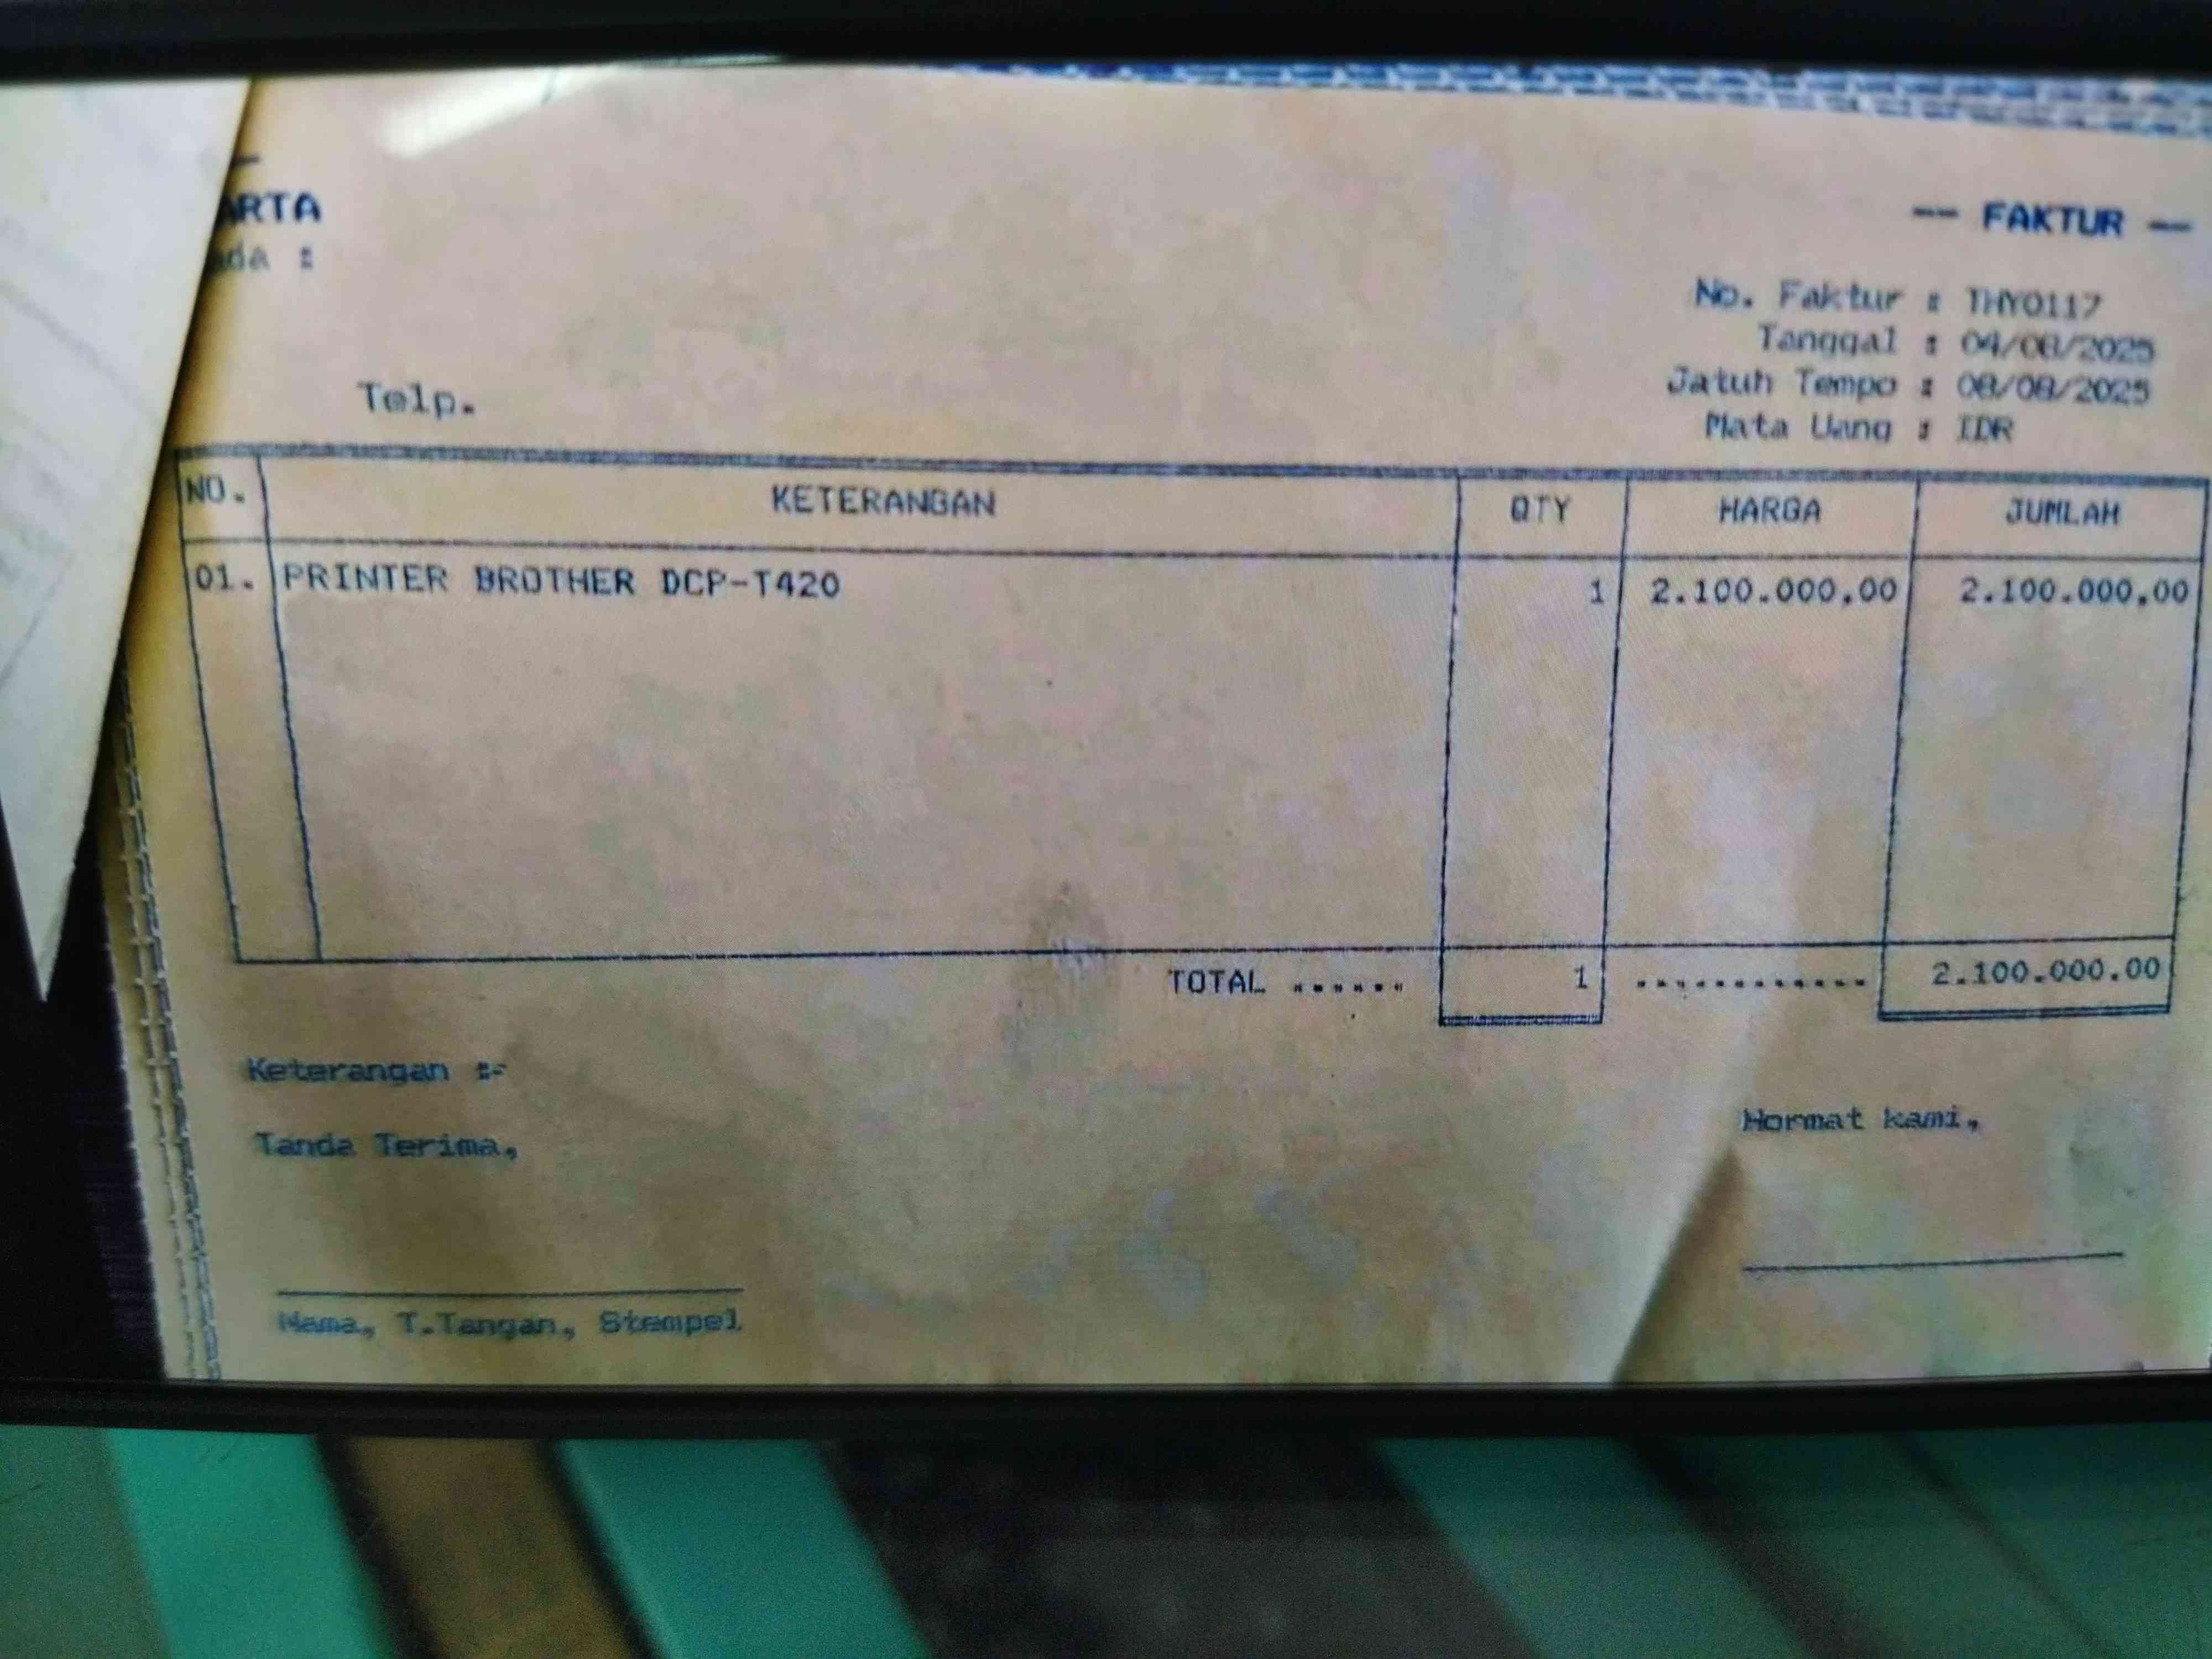 -- FAKTUR --
ARTA
ada :
No. Faktur : THY0117
Tanggal : 04/08/2025
Jatuh Tempo : 08/08/2025
Telp.
Mata Uang : IDR
NO. KETERANGAN QTY HARGA JUMLAH
01. PRINTER BROTHER DCP-T420 1 2.100.000,00 2.100.000,00
TOTAL ...... 1 ............ 2.100.000.00
Keterangan :-
Hormat kami,
Tanda Terima,
Nama, T.Tangan, Stempel